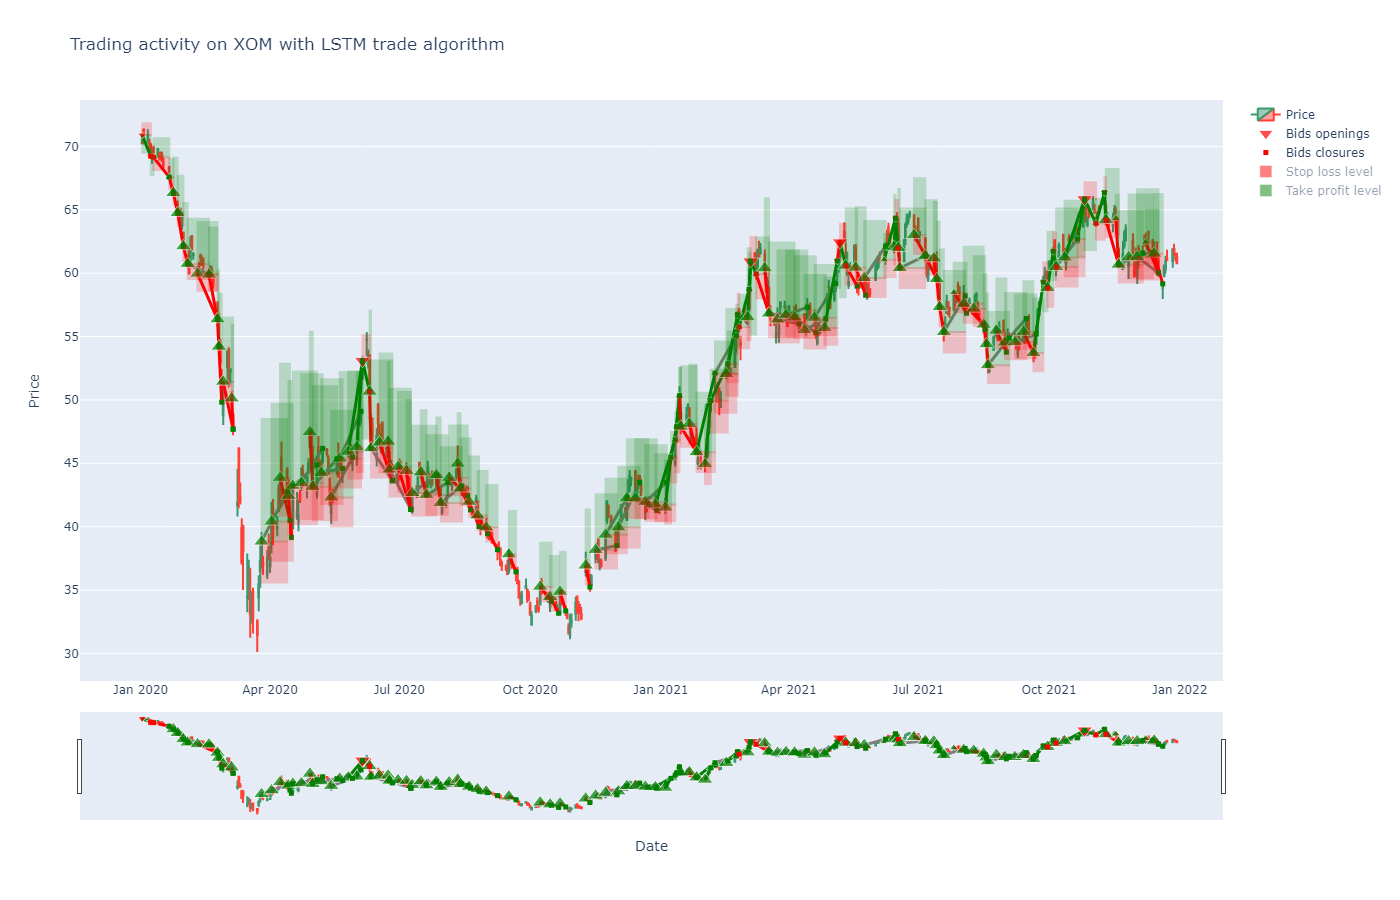 Trading activity on XOM with LSTM trade algorithm
Price
Bids openings
Bids closures
Stop loss level
Take profit level
70
65
60
55
50
45
40
35
30
Price
Jan 2020
Apr 2020
Jul 2020
Oct 2020
Jan 2021
Apr 2021
Jul 2021
Oct 2021
Jan 2022
Date